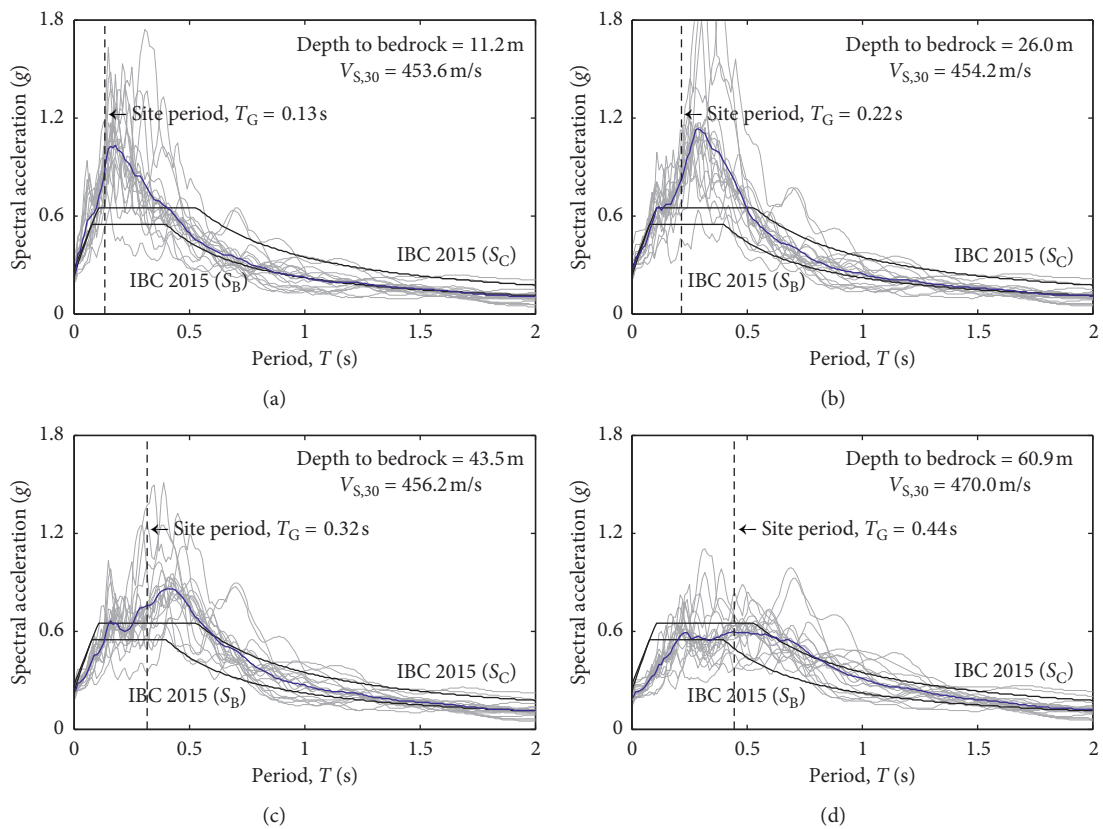 1.8
1.2
0.6
0
Spectral acceleration (g)
Depth to bedrock = 11.2 m
V_S,30 = 453.6 m/s
← Site period, T_G = 0.13 s
IBC 2015 (S_C)
IBC 2015 (S_B)
0 0.5 1 1.5 2
Period, T (s)
(a)
1.8
1.2
0.6
0
Spectral acceleration (g)
Depth to bedrock = 26.0 m
V_S,30 = 454.2 m/s
← Site period, T_G = 0.22 s
IBC 2015 (S_C)
IBC 2015 (S_B)
0 0.5 1 1.5 2
Period, T (s)
(b)
1.8
1.2
0.6
0
Spectral acceleration (g)
Depth to bedrock = 43.5 m
V_S,30 = 456.2 m/s
← Site period, T_G = 0.32 s
IBC 2015 (S_C)
IBC 2015 (S_B)
0 0.5 1 1.5 2
Period, T (s)
(c)
1.8
1.2
0.6
0
Spectral acceleration (g)
Depth to bedrock = 60.9 m
V_S,30 = 470.0 m/s
← Site period, T_G = 0.44 s
IBC 2015 (S_C)
IBC 2015 (S_B)
0 0.5 1 1.5 2
Period, T (s)
(d)